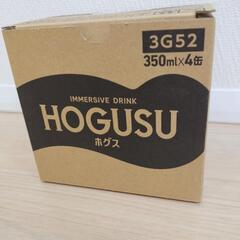 3G52
350ml×4缶
IMMERSIVE DRINK
HOGUSU
ホグス